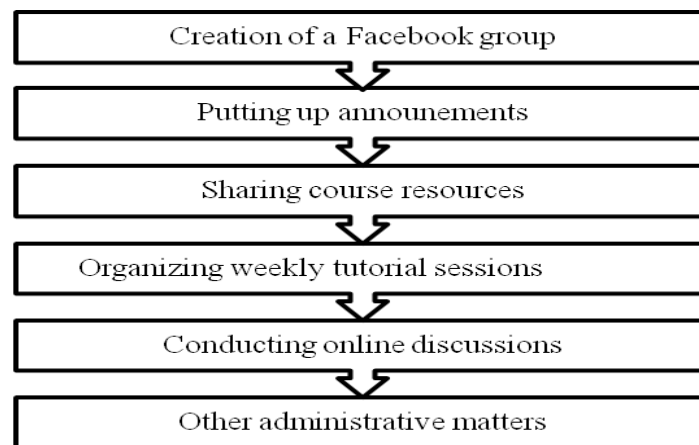 Creation of a Facebook group
Putting up announements
Sharing course resources
Organizing weekly tutorial sessions
Conducting online discussions
Other administrative matters